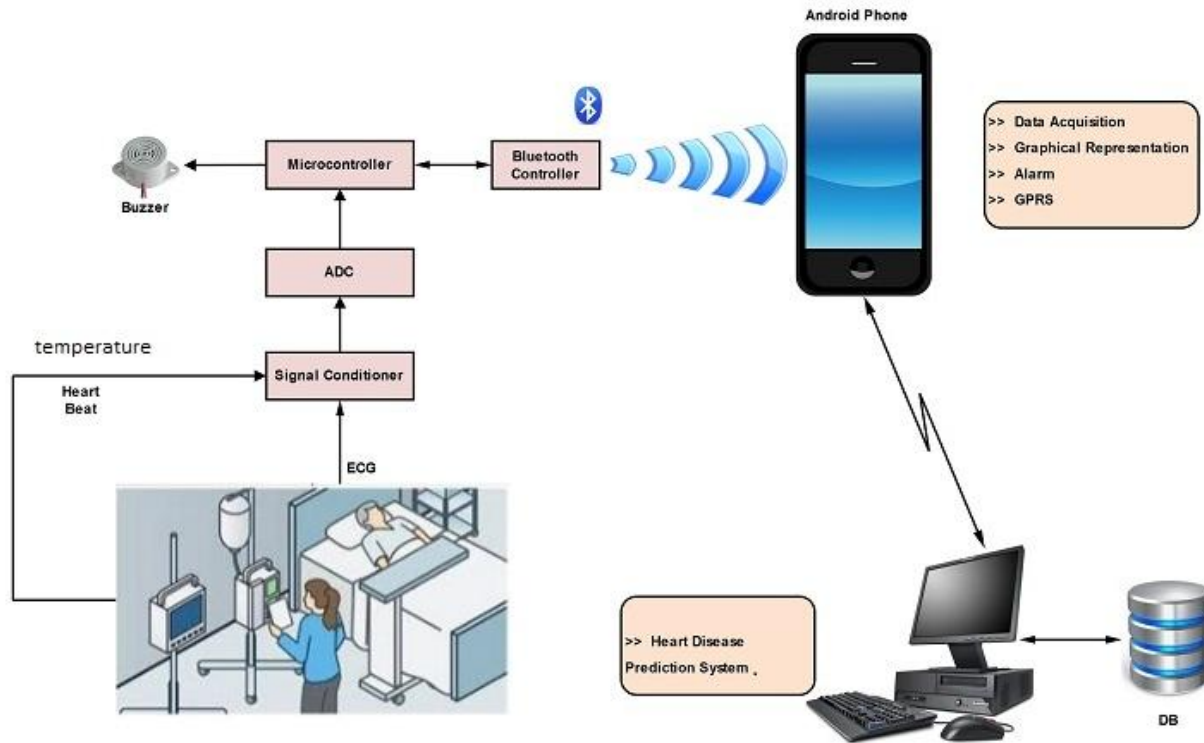 Android Phone
>> Data Acquisition
>> Graphical Representation
>> Alarm
>> GPRS
Bluetooth
Controller
Microcontroller
Buzzer
ADC
temperature
Signal Conditioner
Heart
Beat
ECG
>> Heart Disease
Prediction System .
DB